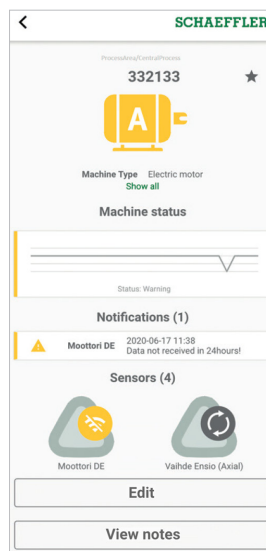 SCHAEFFLER
ProcessArea/CentralProcess
332133
A
Machine Type Electric motor
Show all
Machine status
Status: Warning
Notifications (1)
Moottori DE 2020-06-17 11:38
Data not received in 24hours!
Sensors (4)
Moottori DE Vaihde Ensio (Axial)
Edit
View notes